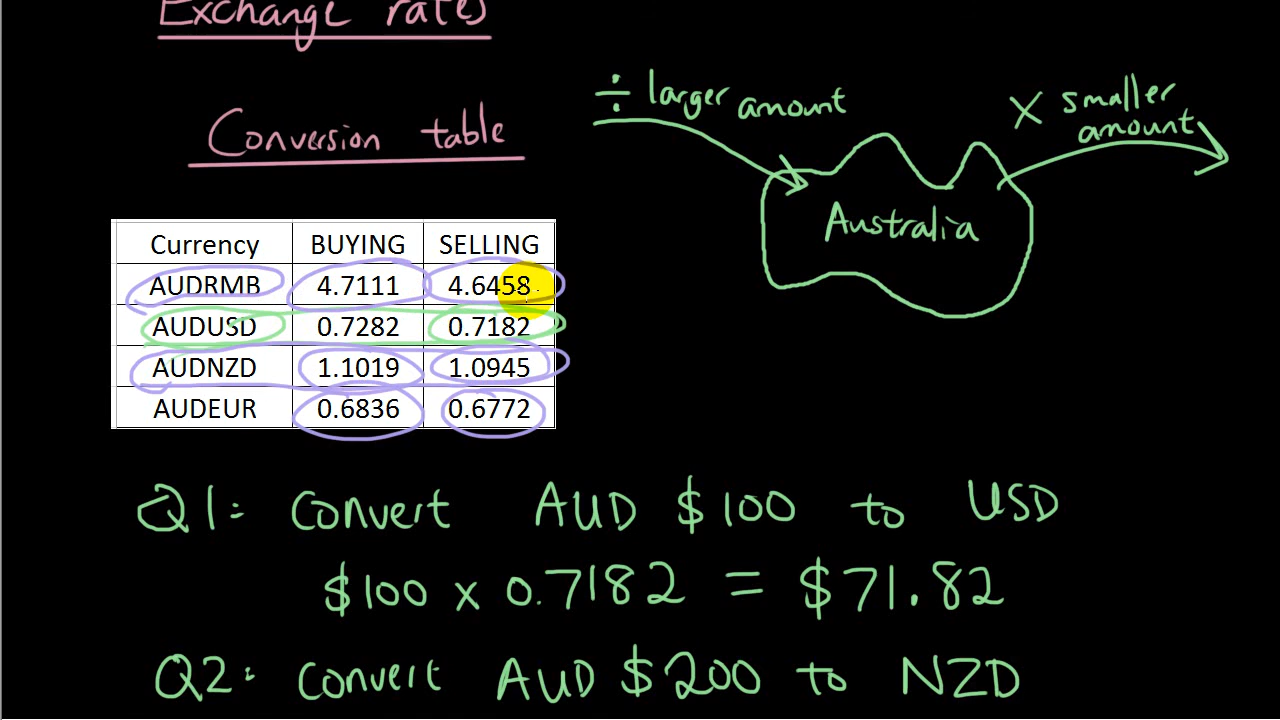 Exchange rates
Conversion table
÷ larger amount
× smaller
amount
Australia
Currency BUYING SELLING
AUDRMB 4.7111 4.6458
AUDUSD 0.7282 0.7182
AUDNZD 1.1019 1.0945
AUDEUR 0.6836 0.6772
Q1: Convert AUD $100 to USD
$100 x 0.7182 = $71.82
Q2: Convert AUD $200 to NZD